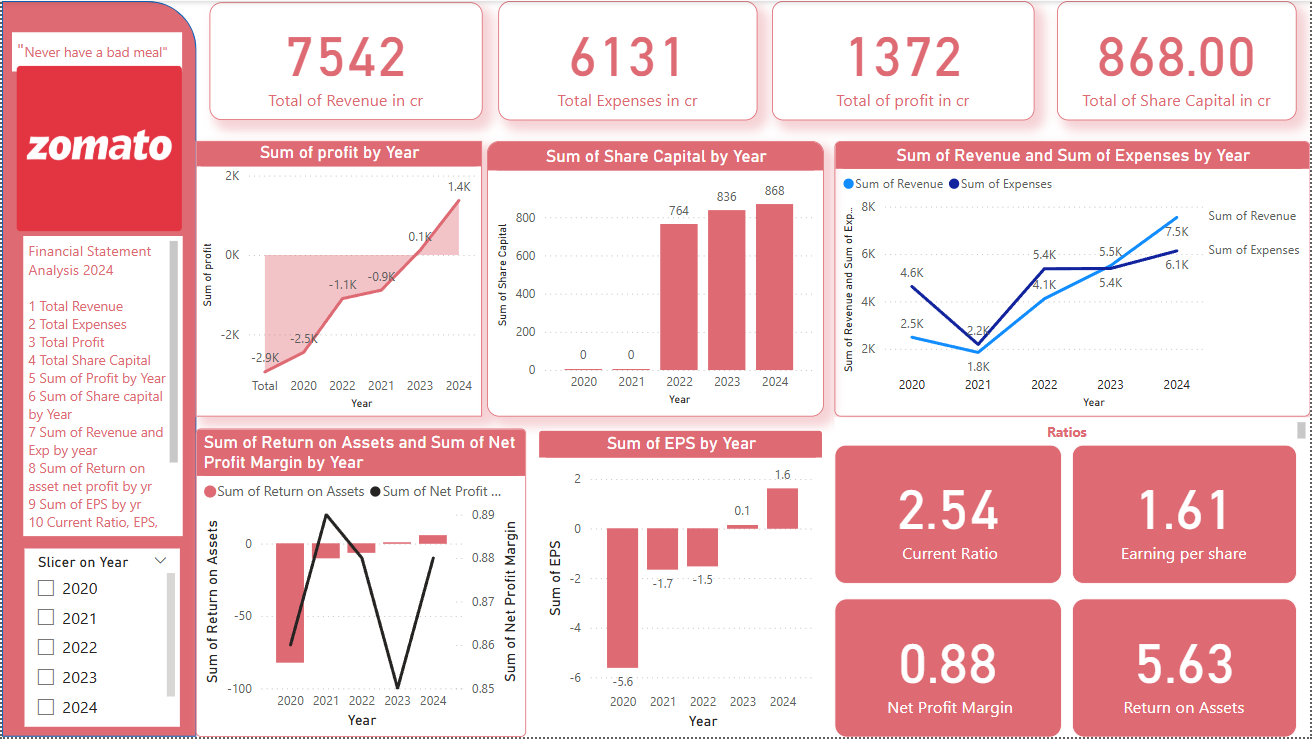 "Never have a bad meal"
zomato
Financial Statement
Analysis 2024
1 Total Revenue
2 Total Expenses
3 Total Profit
4 Total Share Capital
5 Sum of Profit by Year
6 Sum of Share capital
by Year
7 Sum of Revenue and
Exp by year
8 Sum of Return on
asset net profit by yr
9 Sum of EPS by yr
10 Current Ratio, EPS,
Slicer on Year
2020
2021
2022
2023
2024
7542
Total of Revenue in cr
6131
Total Expenses in cr
1372
Total of profit in cr
868.00
Total of Share Capital in cr
Sum of profit by Year
Sum of profit
2K
0K
-2K
-2.9K
-2.5K
-1.1K
-0.9K
0.1K
1.4K
Total 2020 2022 2021 2023 2024
Year
Sum of Share Capital by Year
Sum of Share Capital
800
600
400
200
0
0 0 764 836 868
2020 2021 2022 2023 2024
Year
Sum of Revenue and Sum of Expenses by Year
Sum of Revenue Sum of Expenses
Sum of Revenue and Sum of Exp...
8K
6K
4K
2K
4.6K
2.5K
2.2K
1.8K
5.4K
4.1K
5.5K
5.4K
7.5K
6.1K
Sum of Revenue
Sum of Expenses
2020 2021 2022 2023 2024
Year
Sum of Return on Assets and Sum of Net
Profit Margin by Year
Sum of Return on Assets Sum of Net Profit ...
Sum of Return on Assets
0
-50
-100
0.89
0.88
0.87
0.86
0.85
Sum of Net Profit Margin
2020 2021 2022 2023 2024
Year
Sum of EPS by Year
Sum of EPS
2
0
-2
-4
-6
-5.6
-1.7
-1.5
0.1
1.6
2020 2021 2022 2023 2024
Year
Ratios
2.54
Current Ratio
1.61
Earning per share
0.88
Net Profit Margin
5.63
Return on Assets